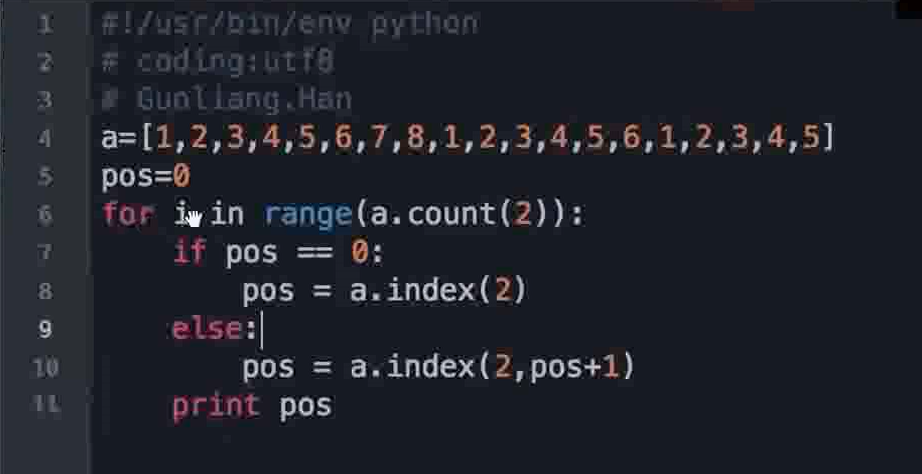 1 #!/usr/bin/env python
2 # coding:utf8
3 # Guoliang.Han
4 a=[1,2,3,4,5,6,7,8,1,2,3,4,5,6,1,2,3,4,5]
5 pos=0
6 for i in range(a.count(2)):
7 if pos == 0:
8 pos = a.index(2)
9 else:
10 pos = a.index(2,pos+1)
11 print pos